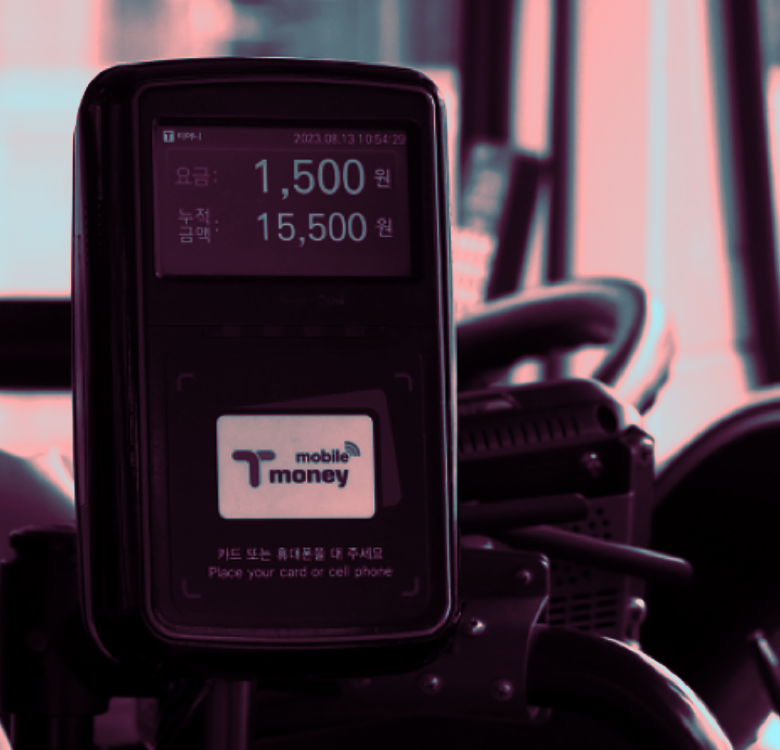 T 티머니 2023.08.13 10:54:29
요금: 1,500 원
누적
금액: 15,500 원
mobile
T money
카드 또는 휴대폰을 대 주세요
Place your card or cell phone